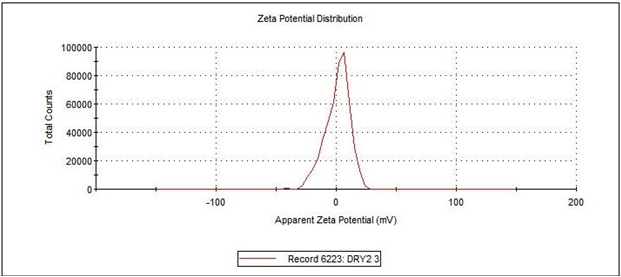 Zeta Potential Distribution
100000
80000
60000
40000
20000
0
Total Counts
-100 0 100 200
Apparent Zeta Potential (mV)
Record 6223: DRY2 3